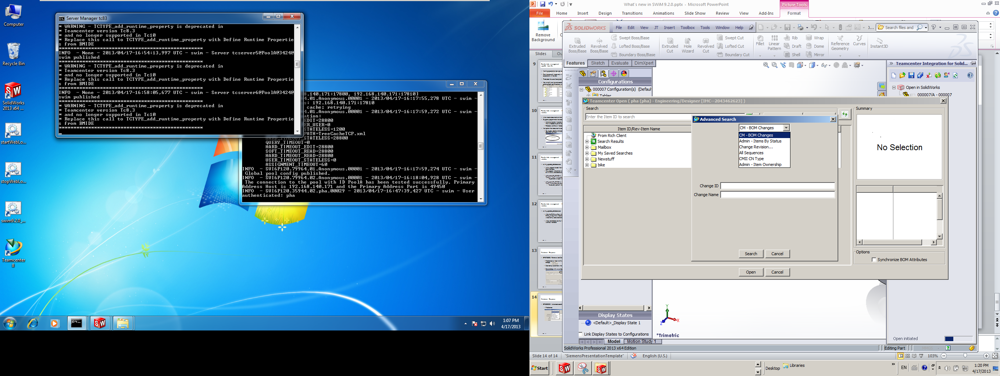 Computer
Recycle Bin
SolidWorks
2013 x64 ...
startWebLo...
stopWebLo...
swim9.2.0_...
Teamcenter
8
Server Manager tc83
* WARNING - TCTYPE_add_runtime_property is deprecated in
* Teamcenter version Tc8.3
* and no longer supported in Tc10
* Replace this call to TCTYPE_add_runtime_property with Define Runtime Propertie
s from BMIDE
*************************************************
INFO  - None - 2013/04/17-16:54:13,997 UTC - swim - Server tcserver5@PoolA@3424@
swim published
*************************************************
* WARNING - TCTYPE_add_runtime_property is deprecated in
* Teamcenter version Tc8.3
* and no longer supported in Tc10
* Replace this call to TCTYPE_add_runtime_property with Define Runtime Propertie
s from BMIDE
*************************************************
INFO  - None - 2013/04/17-16:58:05,677 UTC - swim - Server tcserver6@PoolA@3424@
swim published
*************************************************
* WARNING - TCTYPE_add_runtime_property is deprecated in
* Teamcenter version Tc8.3
* and no longer supported in Tc10
* Replace this call to TCTYPE_add_runtime_property with Define Runtime Propertie
s from BMIDE
*************************************************
8.140.171:17800, 192.168.140.171:17810]
4.01.Anonymous.00001 - 2013/04/17-16:17:55,278 UTC - swim -
s: 192.168.140.171:17810
cache; retrying
4.01.Anonymous.00001 - 2013/04/17-16:17:59,272 UTC - swim -
ation:
EDIT=28800
ER_USER=0
STATELESS=1200
PATH=TreeCacheTCP.xml
HARD_TIMEOUT_STATELESS=28800
QUERY_TIMEOUT=0
HARD_TIMEOUT_EDIT=28800
SOFT_TIMEOUT_READ=28800
HARD_TIMEOUT_READ=28800
USER_TIMEOUT_STATELESS=0
ASSIGNMENT_TIMEOUT=60
INFO  - SVI6P120.79964.01.Anonymous.00001 - 2013/04/17-16:17:59,274 UTC - swim -
Global pool config published.
INFO  - SVI6P120.79964.02.Anonymous.00001 - 2013/04/17-16:18:04,928 UTC - swim -
The connection to the pool with ID PoolA has been tested successfully. Primary
Address Host is 192.168.140.171 and the Primary Address Port is 49450
INFO  - SVI6P120.35944.02.pha.00029 - 2013/04/17-16:47:39,427 UTC - swim - User
authenticated: pha
1:07 PM
4/17/2013
What's new in SWiM 9.2.0.pptx - Microsoft PowerPoint
Picture Tools
File Home Insert Design Transitions Animations Slide Show Review View Add-Ins Format
Remove
Background
Slides
9
10
11
12
13
14
SOLIDWORKS
File Edit View JT Insert Toolbox Tools Window Help
Search files and
Extruded
Boss/Base
Revolved
Boss/Base
Swept Boss/Base
Lofted Boss/Base
Boundary Boss/Base
Extruded
Cut
Hole
Wizard
Revolved
Cut
Swept Cut
Lofted Cut
Boundary Cut
Fillet
Linear
Pattern
Rib
Draft
Shell
Wrap
Dome
Mirror
Reference
Geometry
Curves
Instant3D
Features Sketch Evaluate DimXpert
Configurations
000007 Configuration(s) (Defaul
Tables
Teamcenter Integration for Solid...
Open in SolidWorks
000007/A - 000007
Teamcenter Open ( pha (pha) - Engineering/Designer [IMC--2043462623] )
Search
Enter the Item ID to search
Item ID/Rev-Item Name
From Rich Client
Search Results
Mailbox
My Saved Searches
Newstuff
bike
Advanced Search
CM - BOM Changes
CM - BOM Changes
Admin - Items By Status
Change Revision...
All Sequences
CMII CN Type
Admin - Item Ownership
Change ID
Change Name
Search Cancel
Open Cancel
Summary
No Selection
Options
Synchronize BOM Attributes
Display States
<Default>_Display State 1
Link Display States to Configurations
*Trimetric
Model Motion Study 1
Open initiated
SolidWorks Professional 2013 x64 Edition
Editing Part
Slide 14 of 14 "SiemensPresentationTemplate" English (U.S.)
103%
Start
Desktop
Libraries
EN
1:20 PM
4/17/2013